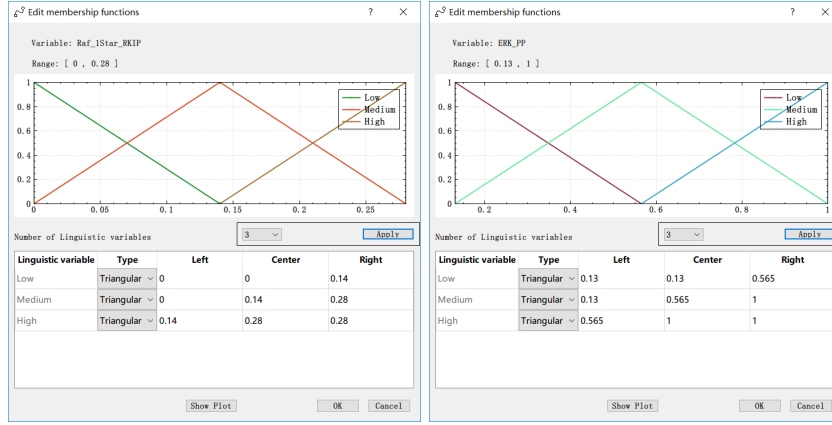 Edit membership functions ? ×
Variable: Raf_1Star_RKIP
Range: [ 0 , 0.28 ]
1
0.8
0.6
0.4
0.2
0
0 0.05 0.1 0.15 0.2 0.25
Low
Medium
High
Number of Linguistic variables 3 Apply
Linguistic variable Type Left Center Right
Low Triangular 0 0 0.14
Medium Triangular 0 0.14 0.28
High Triangular 0.14 0.28 0.28
Show Plot OK Cancel
Edit membership functions ? ×
Variable: ERK_PP
Range: [ 0.13 , 1 ]
1
0.8
0.6
0.4
0.2
0
0.2 0.4 0.6 0.8 1
Low
Medium
High
Number of Linguistic variables 3 Apply
Linguistic variable Type Left Center Right
Low Triangular 0.13 0.13 0.565
Medium Triangular 0.13 0.565 1
High Triangular 0.565 1 1
Show Plot OK Cancel